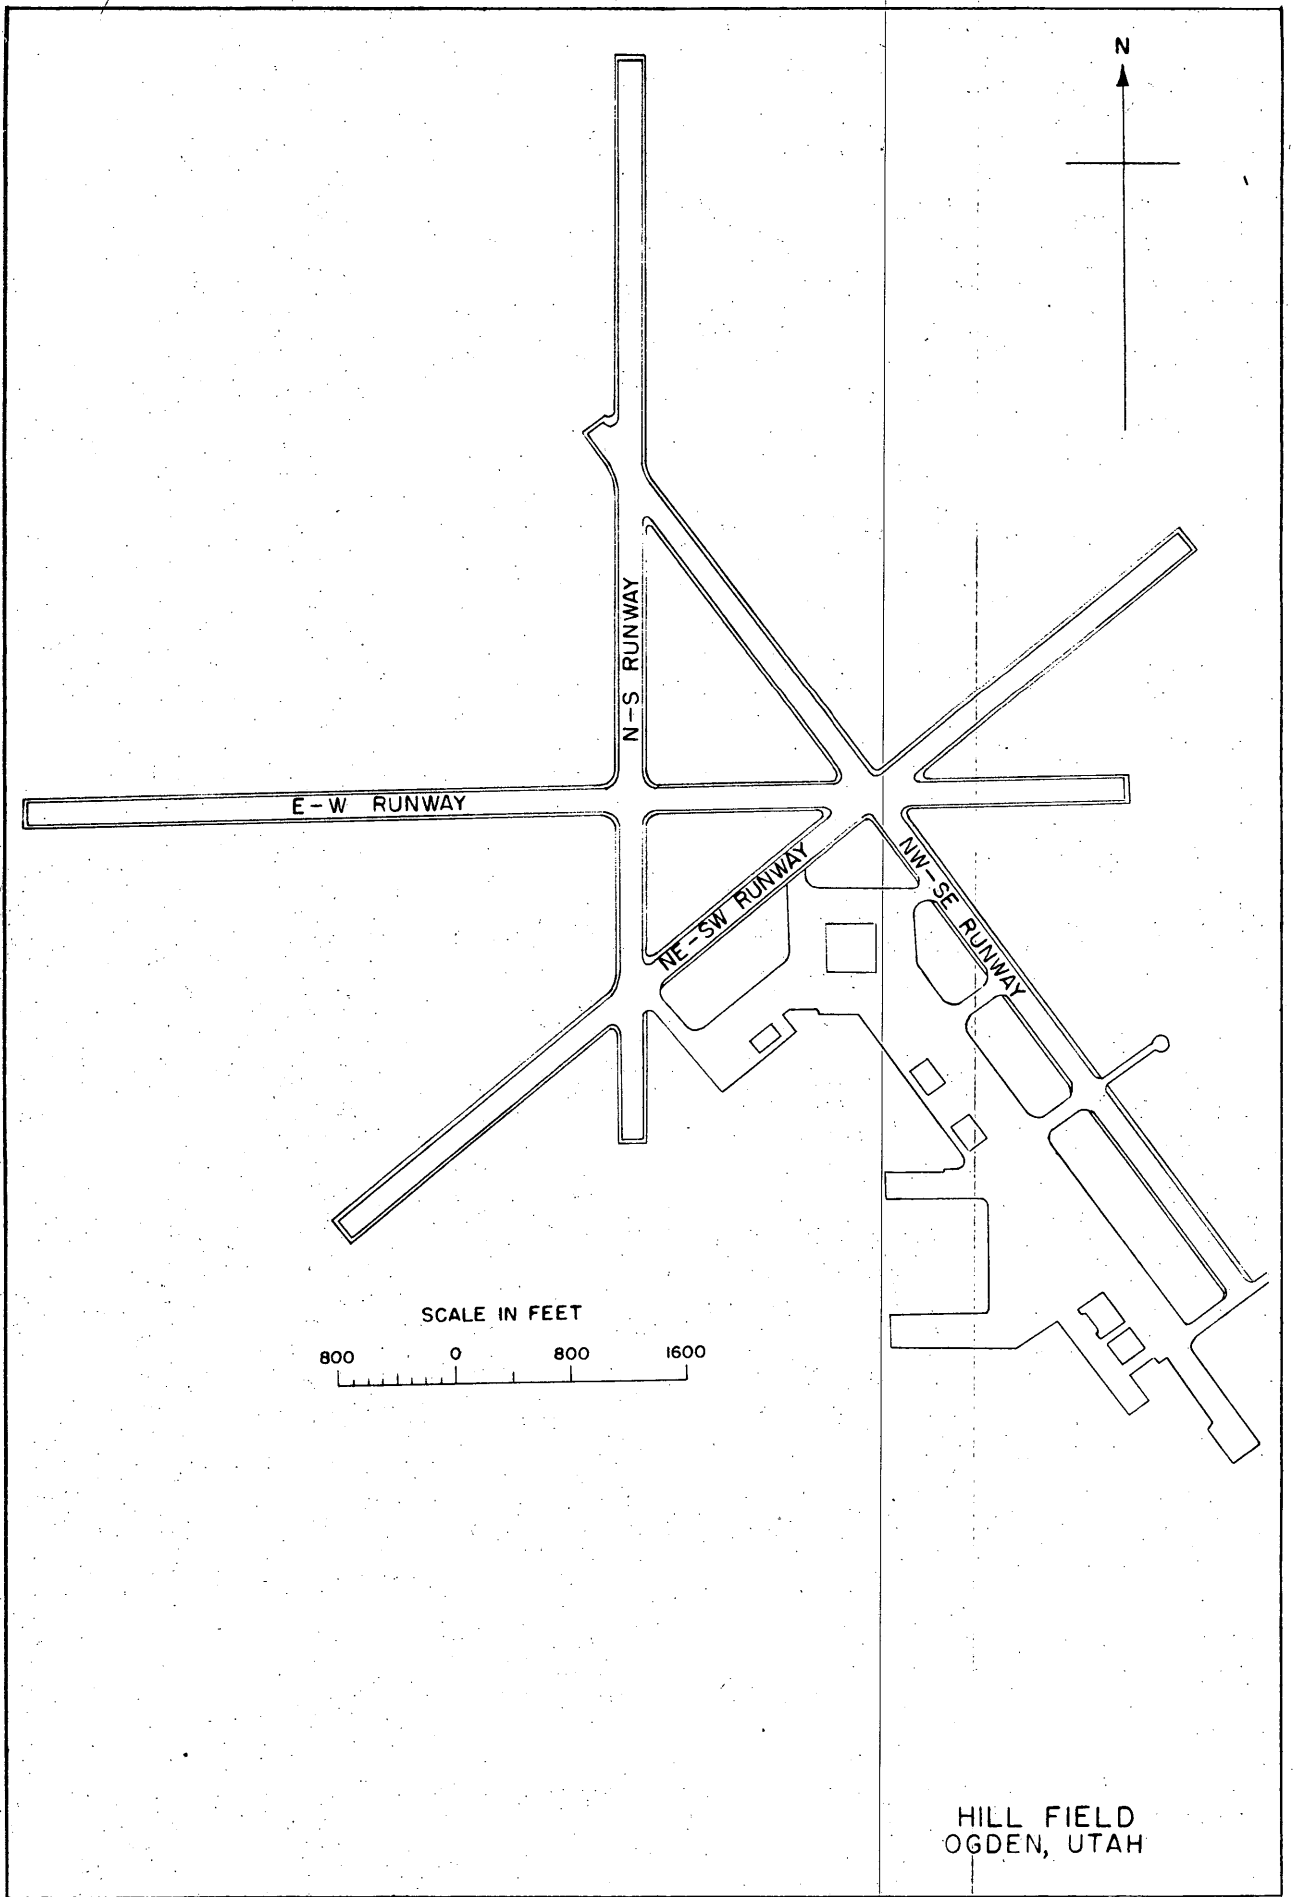 N
N-S RUNWAY
E-W RUNWAY
NE-SW RUNWAY
NW-SE RUNWAY
SCALE IN FEET
800 0 800 1600
HILL FIELD
OGDEN, UTAH